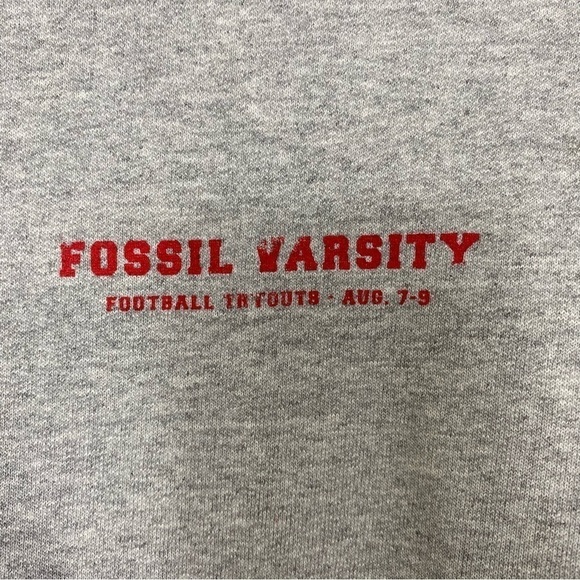 FOSSIL VARSITY
FOOTBALL TRYOUTS · AUG. 7-9